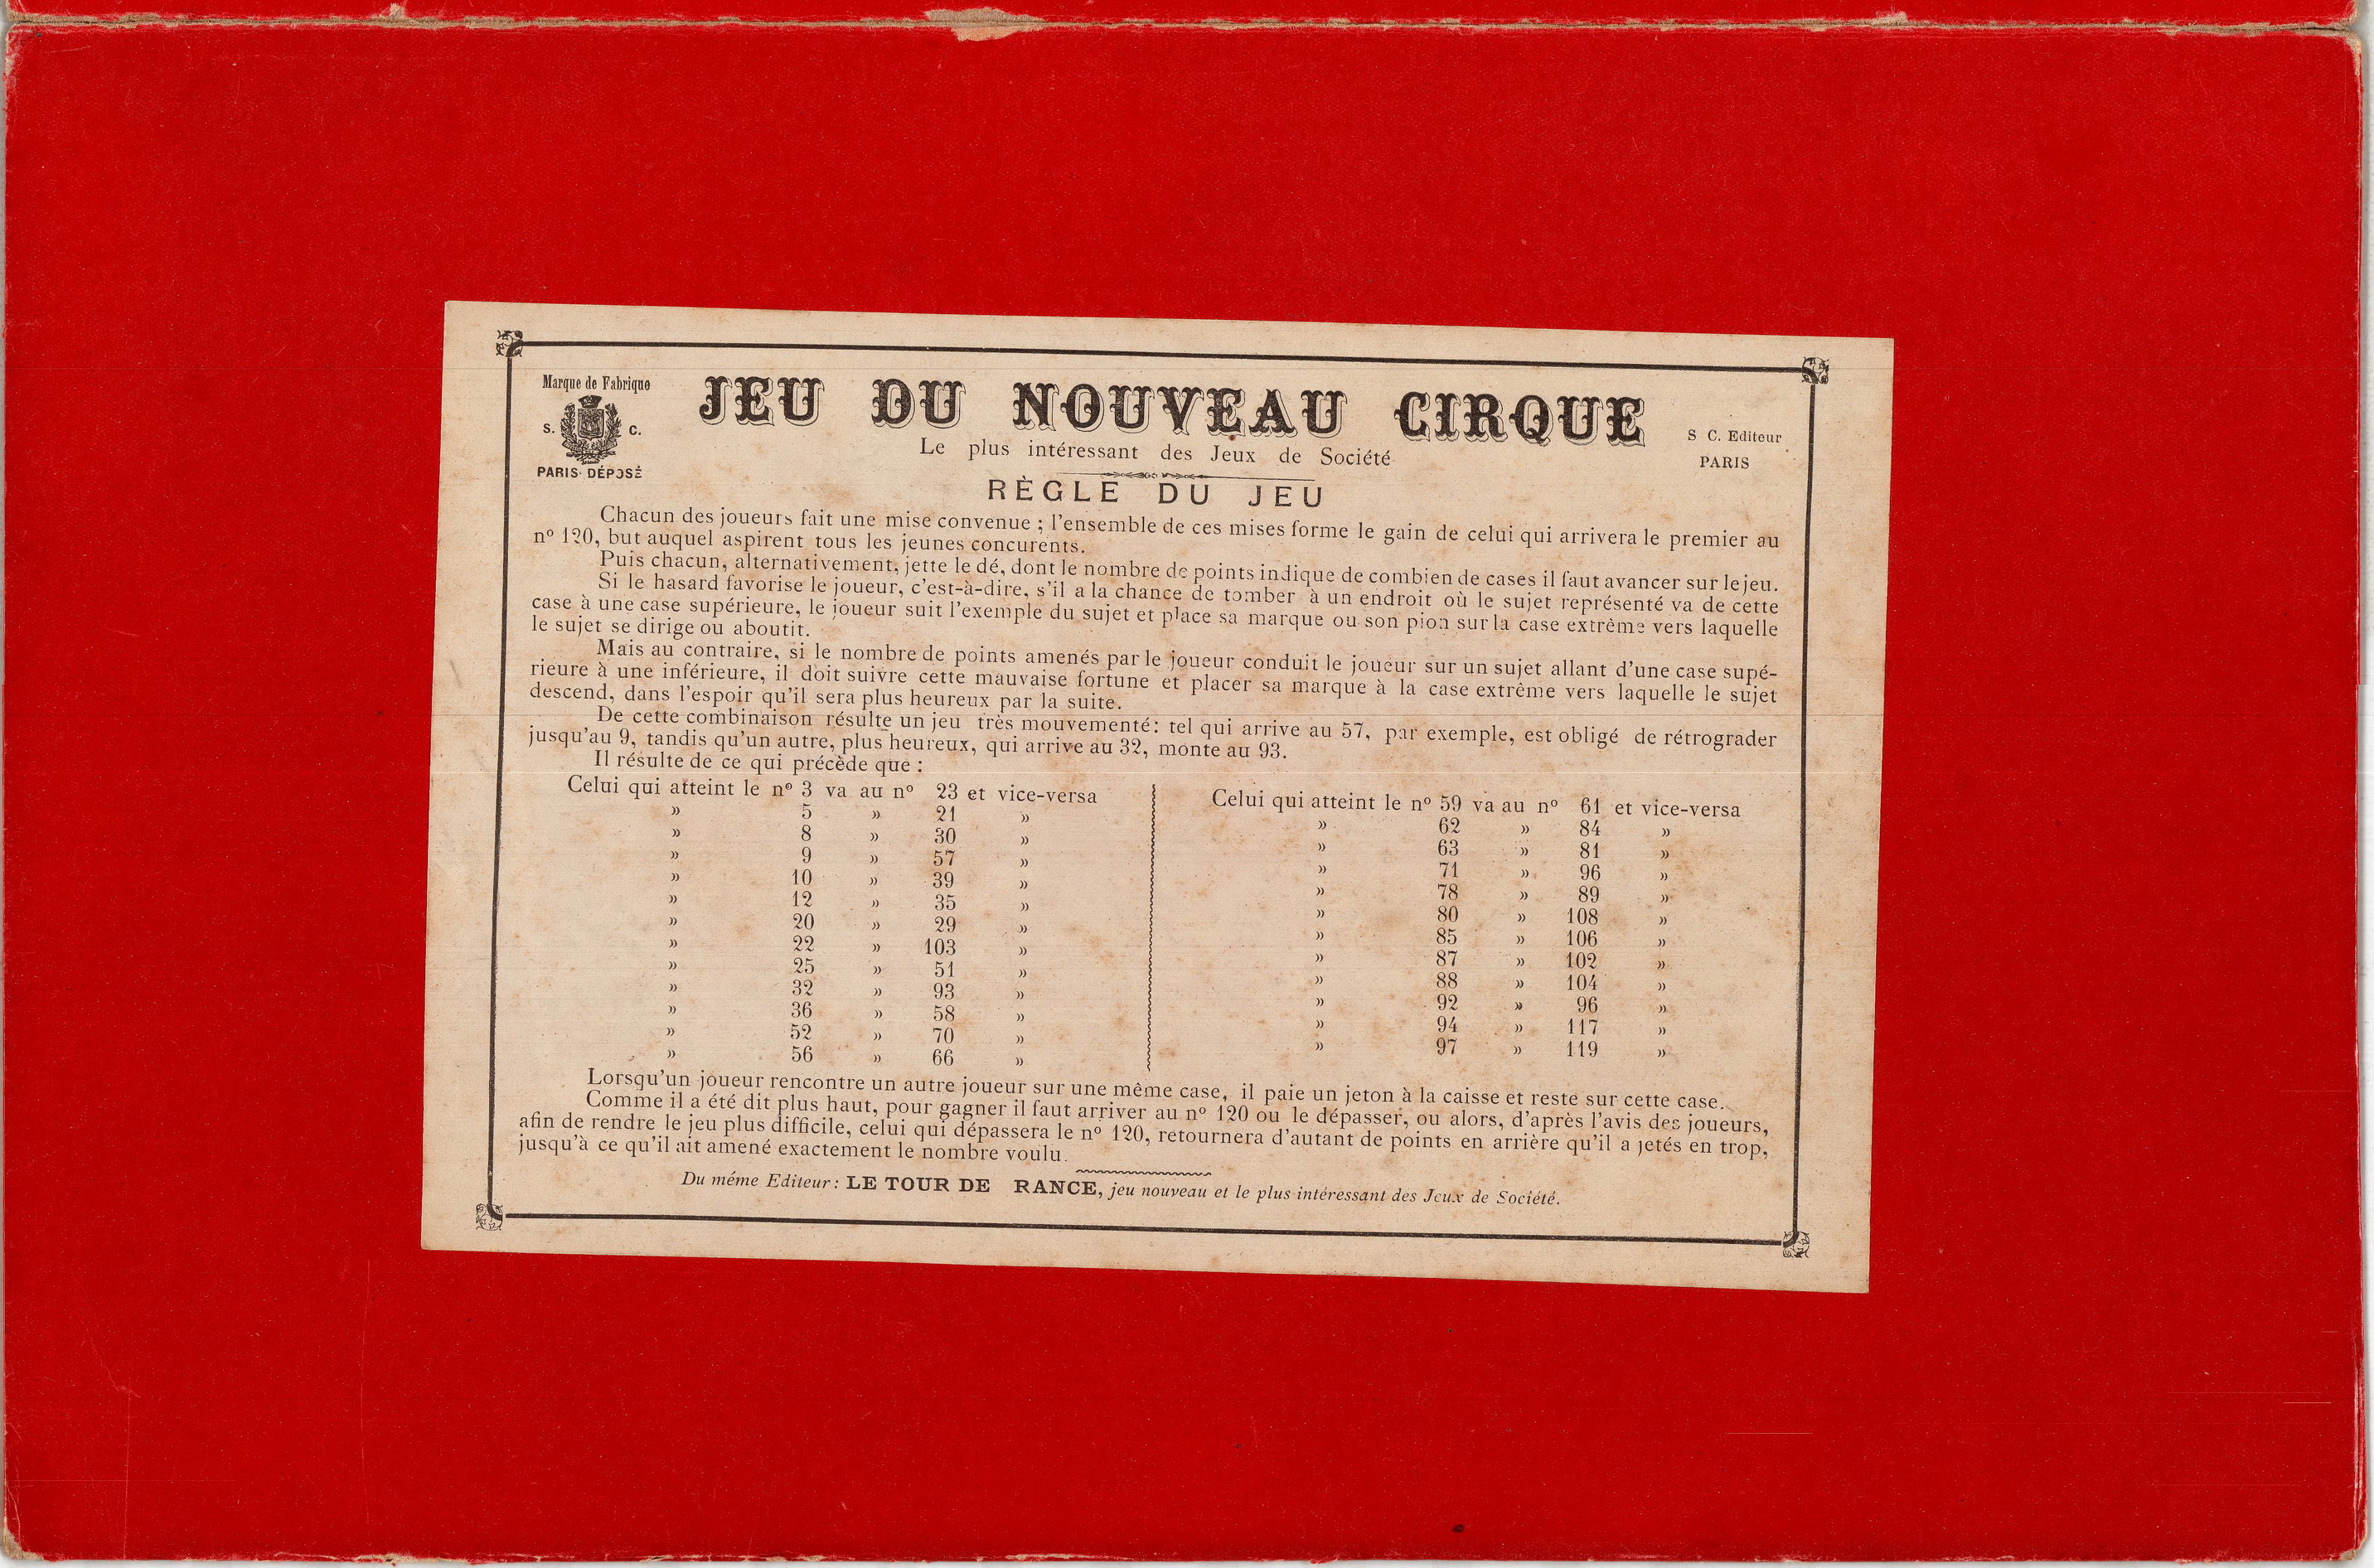 Marque de Fabrique
S. C.
PARIS DÉPOSÉ
JEU DU NOUVEAU CIRQUE
Le plus intéressant des Jeux de Société
S C. Editeur
PARIS
RÈGLE DU JEU
Chacun des joueurs fait une mise convenue ; l'ensemble de ces mises forme le gain de celui qui arrivera le premier au
nº 120, but auquel aspirent tous les jeunes concurents.
Puis chacun, alternativement, jette le dé, dont le nombre de points indique de combien de cases il faut avancer sur le jeu.
Si le hasard favorise le joueur, c'est-à-dire, s'il a la chance de tomber à un endroit où le sujet représenté va de cette
case à une case supérieure, le joueur suit l'exemple du sujet et place sa marque ou son pion sur la case extrême vers laquelle
le sujet se dirige ou aboutit.
Mais au contraire, si le nombre de points amenés par le joueur conduit le joueur sur un sujet allant d'une case supé-
rieure à une inférieure, il doit suivre cette mauvaise fortune et placer sa marque à la case extrême vers laquelle le sujet
descend, dans l'espoir qu'il sera plus heureux par la suite.
De cette combinaison résulte un jeu très mouvementé: tel qui arrive au 57, par exemple, est obligé de rétrograder
jusqu'au 9, tandis qu'un autre, plus heureux, qui arrive au 32, monte au 93.
Il résulte de ce qui précède que :
Celui qui atteint le nº 3 va au nº 23 et vice-versa
» 5 » 21 »
» 8 » 30 »
» 9 » 57 »
» 10 » 39 »
» 12 » 35 »
» 20 » 29 »
» 22 » 103 »
» 25 » 51 »
» 32 » 93 »
» 36 » 58 »
» 52 » 70 »
» 56 » 66 »
Celui qui atteint le nº 59 va au nº 61 et vice-versa
» 62 » 84 »
» 63 » 81 »
» 71 » 96 »
» 78 » 89 »
» 80 » 108 »
» 85 » 106 »
» 87 » 102 »
» 88 » 104 »
» 92 » 96 »
» 94 » 117 »
» 97 » 119 »
Lorsqu'un joueur rencontre un autre joueur sur une même case, il paie un jeton à la caisse et reste sur cette case.
Comme il a été dit plus haut, pour gagner il faut arriver au nº 120 ou le dépasser, ou alors, d'après l'avis des joueurs,
afin de rendre le jeu plus difficile, celui qui dépassera le nº 120, retournera d'autant de points en arrière qu'il a jetés en trop,
jusqu'à ce qu'il ait amené exactement le nombre voulu.
Du même Editeur: LE TOUR DE RANCE, jeu nouveau et le plus intéressant des Jeux de Société.